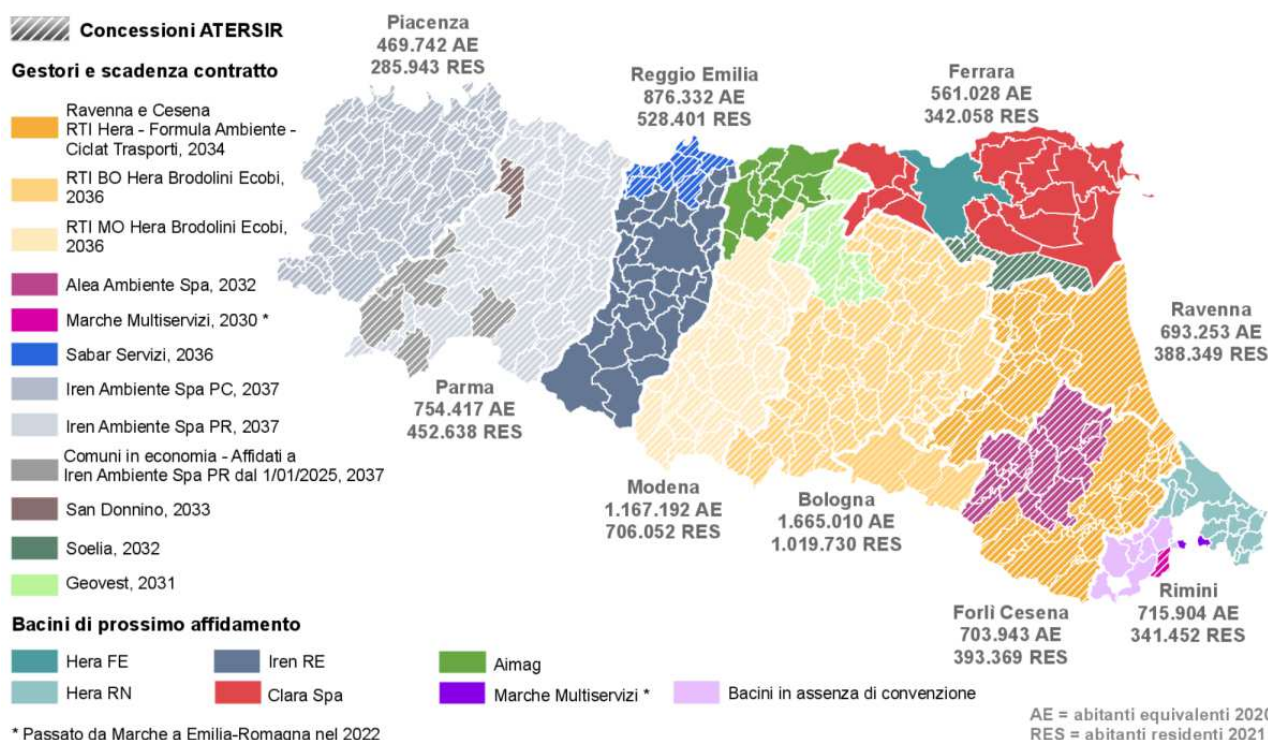 Concessioni ATERSIR
Gestori e scadenza contratto
Ravenna e Cesena
RTI Hera - Formula Ambiente -
Ciclat Trasporti, 2034
RTI BO Hera Brodolini Ecobi,
2036
RTI MO Hera Brodolini Ecobi,
2036
Alea Ambiente Spa, 2032
Marche Multiservizi, 2030 *
Sabar Servizi, 2036
Iren Ambiente Spa PC, 2037
Iren Ambiente Spa PR, 2037
Comuni in economia - Affidati a
Iren Ambiente Spa PR dal 1/01/2025, 2037
San Donnino, 2033
Soelia, 2032
Geovest, 2031
Piacenza
469.742 AE
285.943 RES
Reggio Emilia
876.332 AE
528.401 RES
Ferrara
561.028 AE
342.058 RES
Ravenna
693.253 AE
388.349 RES
Parma
754.417 AE
452.638 RES
Modena
1.167.192 AE
706.052 RES
Bologna
1.665.010 AE
1.019.730 RES
Forlì Cesena
703.943 AE
393.369 RES
Rimini
715.904 AE
341.452 RES
Bacini di prossimo affidamento
Hera FE
Iren RE
Aimag
Hera RN
Clara Spa
Marche Multiservizi *
Bacini in assenza di convenzione
* Passato da Marche a Emilia-Romagna nel 2022
AE = abitanti equivalenti 2020
RES = abitanti residenti 2021